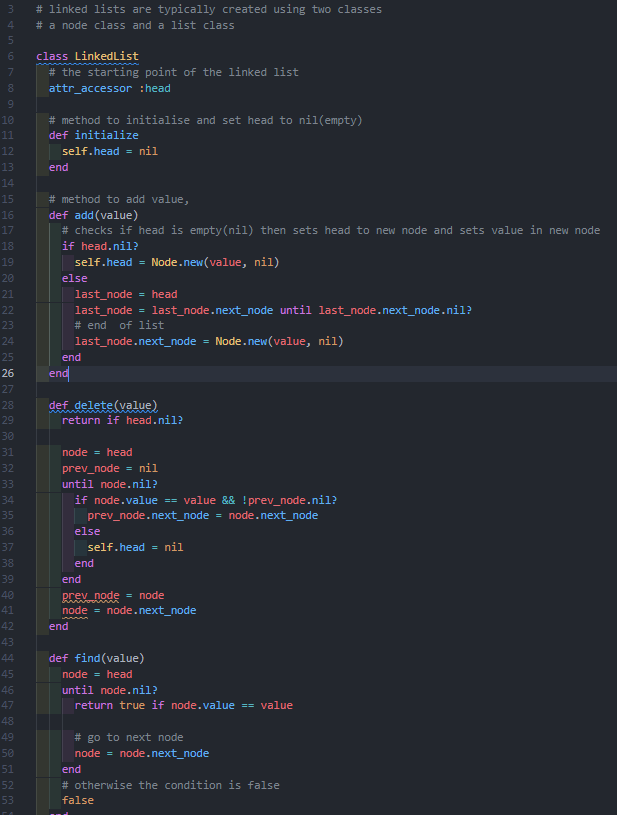 3 # linked lists are typically created using two classes
4 # a node class and a list class
5
6 class LinkedList
7 # the starting point of the linked list
8 attr_accessor :head
9
10 # method to initialise and set head to nil(empty)
11 def initialize
12 self.head = nil
13 end
14
15 # method to add value,
16 def add(value)
17 # checks if head is empty(nil) then sets head to new node and sets value in new node
18 if head.nil?
19 self.head = Node.new(value, nil)
20 else
21 last_node = head
22 last_node = last_node.next_node until last_node.next_node.nil?
23 # end  of list
24 last_node.next_node = Node.new(value, nil)
25 end
26 end
27
28 def delete(value)
29 return if head.nil?
30
31 node = head
32 prev_node = nil
33 until node.nil?
34 if node.value == value && !prev_node.nil?
35 prev_node.next_node = node.next_node
36 else
37 self.head = nil
38 end
39 end
40 prev_node = node
41 node = node.next_node
42 end
43
44 def find(value)
45 node = head
46 until node.nil?
47 return true if node.value == value
48
49 # go to next node
50 node = node.next_node
51 end
52 # otherwise the condition is false
53 false